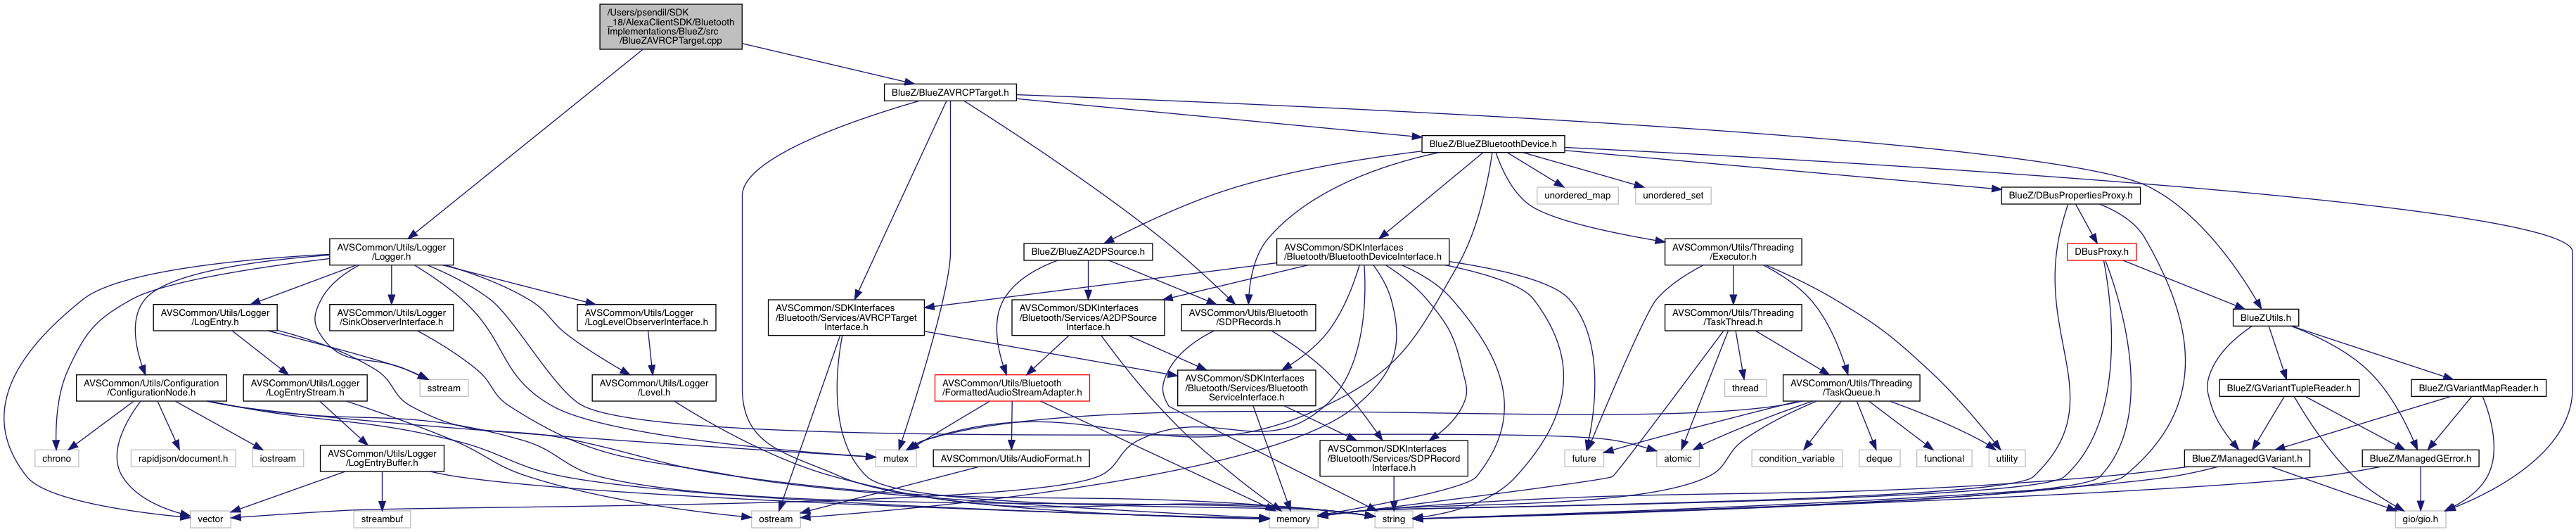 /Users/psendil/SDK
_18/AlexaClientSDK/Bluetooth
Implementations/BlueZ/src
/BlueZAVRCPTarget.cpp
BlueZ/BlueZAVRCPTarget.h
BlueZ/BlueZBluetoothDevice.h
unordered_map
unordered_set
BlueZ/DBusPropertiesProxy.h
AVSCommon/Utils/Logger
/Logger.h
BlueZ/BlueZA2DPSource.h
AVSCommon/SDKInterfaces
/Bluetooth/BluetoothDeviceInterface.h
AVSCommon/Utils/Threading
/Executor.h
DBusProxy.h
AVSCommon/Utils/Logger
/LogEntry.h
AVSCommon/Utils/Logger
/SinkObserverInterface.h
AVSCommon/Utils/Logger
/LogLevelObserverInterface.h
AVSCommon/SDKInterfaces
/Bluetooth/Services/AVRCPTarget
Interface.h
AVSCommon/SDKInterfaces
/Bluetooth/Services/A2DPSource
Interface.h
AVSCommon/Utils/Bluetooth
/SDPRecords.h
AVSCommon/Utils/Threading
/TaskThread.h
BlueZUtils.h
AVSCommon/Utils/Configuration
/ConfigurationNode.h
AVSCommon/Utils/Logger
/LogEntryStream.h
sstream
AVSCommon/Utils/Logger
/Level.h
AVSCommon/Utils/Bluetooth
/FormattedAudioStreamAdapter.h
AVSCommon/SDKInterfaces
/Bluetooth/Services/Bluetooth
ServiceInterface.h
thread
AVSCommon/Utils/Threading
/TaskQueue.h
BlueZ/GVariantTupleReader.h
BlueZ/GVariantMapReader.h
chrono
rapidjson/document.h
iostream
AVSCommon/Utils/Logger
/LogEntryBuffer.h
mutex
AVSCommon/Utils/AudioFormat.h
AVSCommon/SDKInterfaces
/Bluetooth/Services/SDPRecord
Interface.h
future
atomic
condition_variable
deque
functional
utility
BlueZ/ManagedGVariant.h
BlueZ/ManagedGError.h
vector
streambuf
ostream
memory
string
gio/gio.h